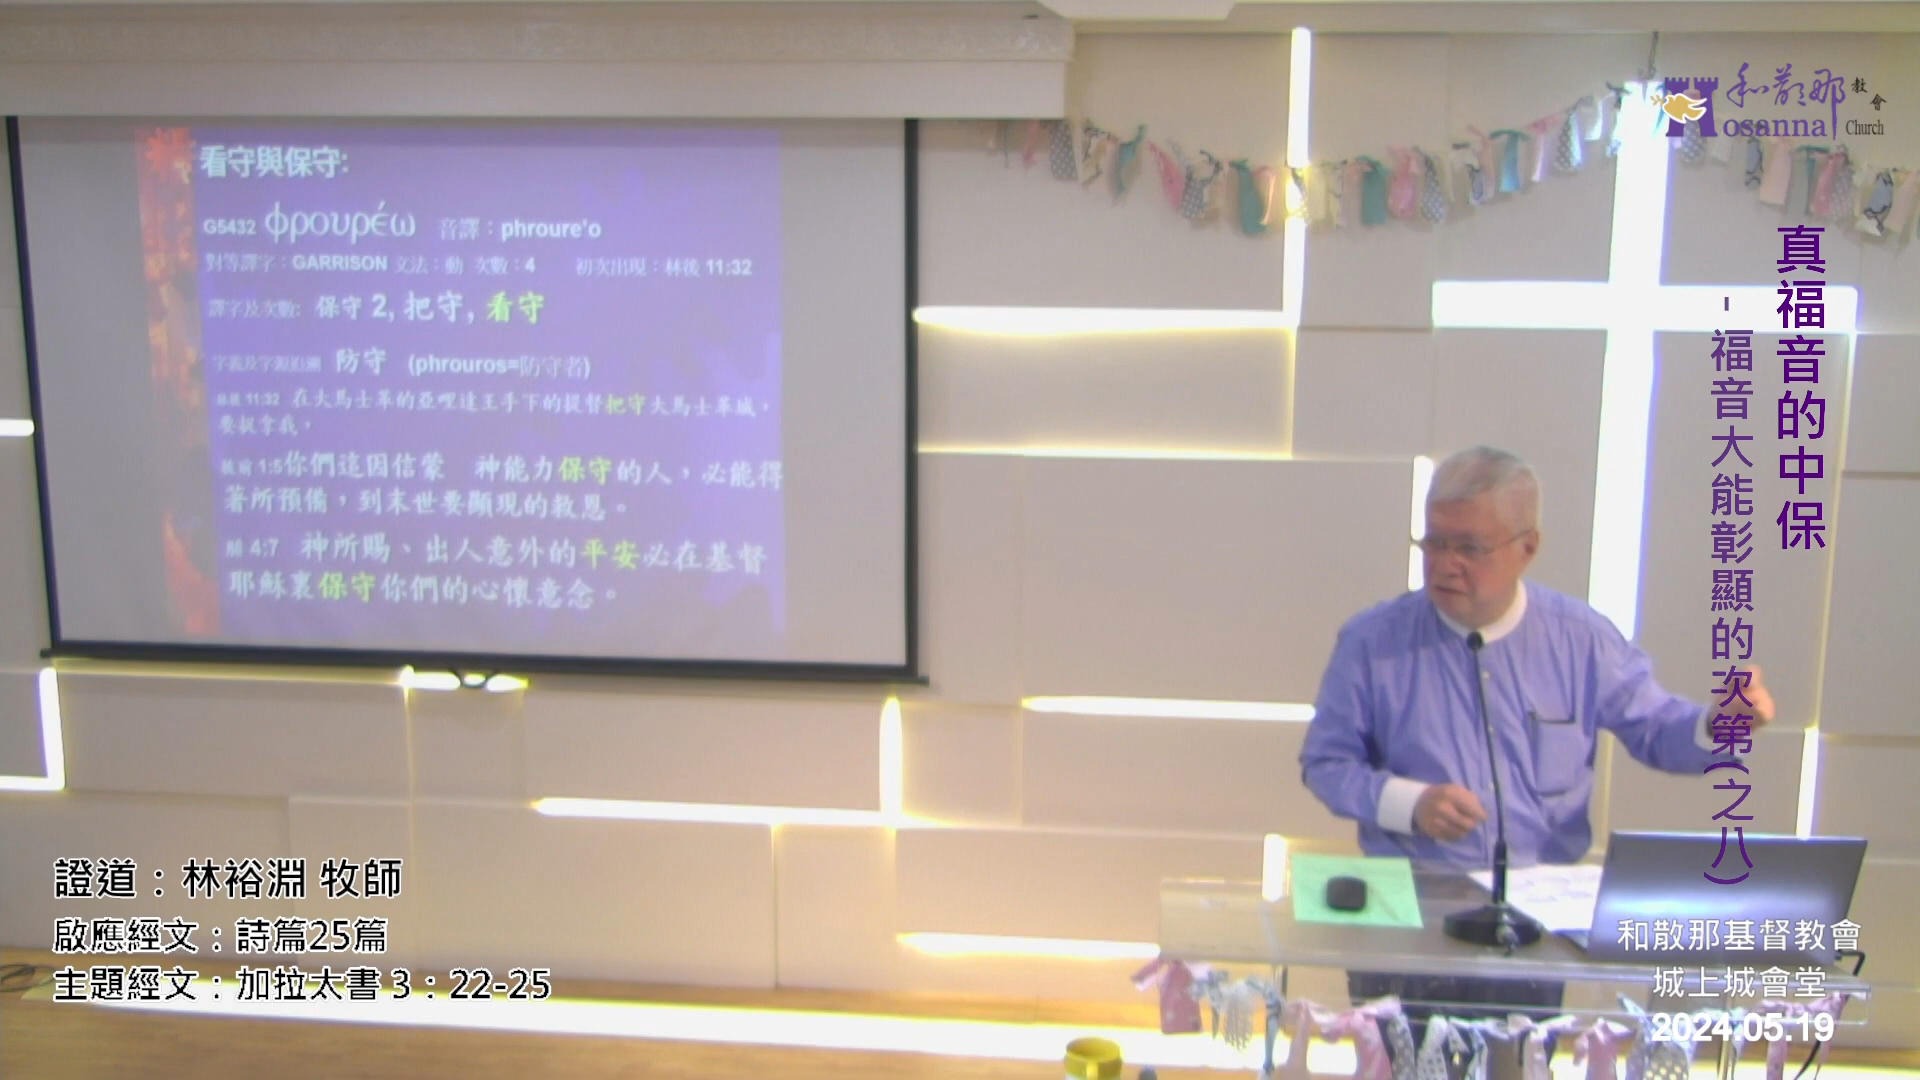 看守與保守:
G5432 φρουρέω 音譯：phroure'o
對等譯字：GARRISON 文法：動 次數：4 初次出現：林後 11:32
譯字及次數: 保守 2, 把守, 看守
字義及字源追溯 防守 (phrouros=防守者)
林後 11:32 在大馬士革的亞哩達王手下的提督把守大馬士革城，
要捉拿我，
彼前 1:5你們這因信蒙 神能力保守的人，必能得
著所預備，到末世要顯現的救恩。
腓 4:7 神所賜、出人意外的平安必在基督
耶穌裏保守你們的心懷意念。
和散那教會
Hosanna Church
真福音的中保
- 福音大能彰顯的次第(之八)
證道：林裕淵 牧師
啟應經文：詩篇25篇
主題經文：加拉太書 3：22-25
和散那基督教會
城上城會堂
2024.05.19